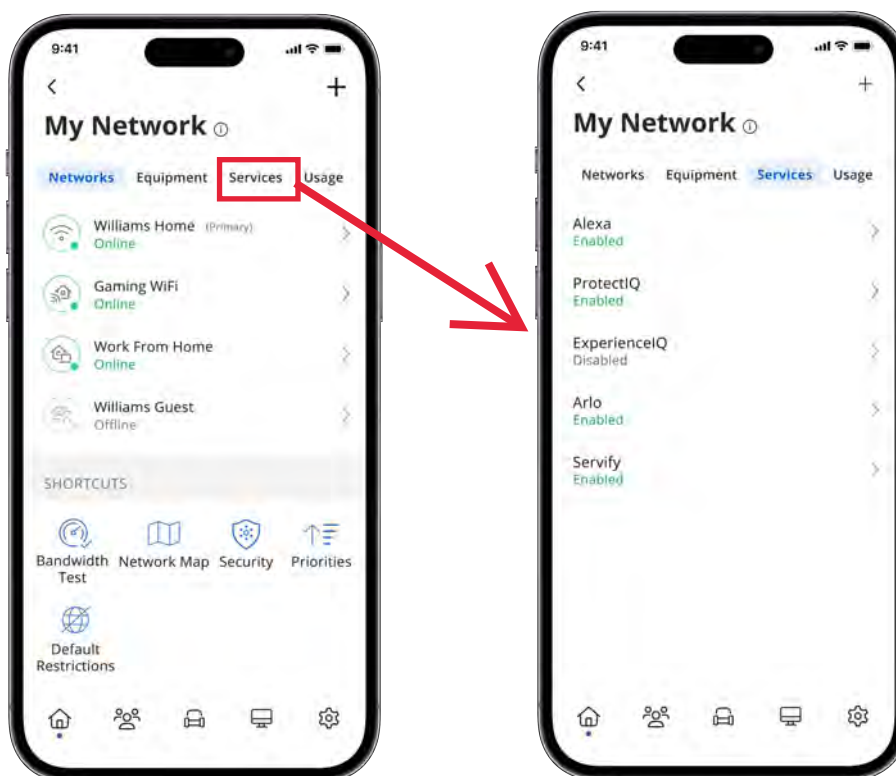 9:41
My Network
Networks Equipment Services Usage
Williams Home (Primary)
Online
Gaming WiFi
Online
Work From Home
Online
Williams Guest
Offline
SHORTCUTS
Bandwidth Test
Network Map
Security
Priorities
Default
Restrictions
9:41
My Network
Networks Equipment Services Usage
Alexa
Enabled
ProtectIQ
Enabled
ExperienceIQ
Disabled
Arlo
Enabled
Servify
Enabled